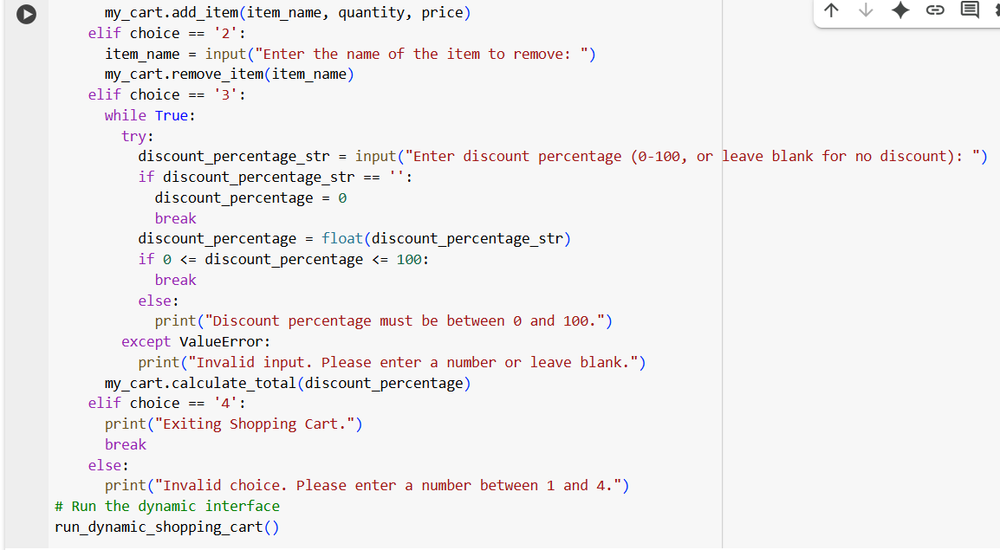 my_cart.add_item(item_name, quantity, price)
    elif choice == '2':
      item_name = input("Enter the name of the item to remove: ")
      my_cart.remove_item(item_name)
    elif choice == '3':
      while True:
        try:
          discount_percentage_str = input("Enter discount percentage (0-100, or leave blank for no discount): ")
          if discount_percentage_str == '':
            discount_percentage = 0
            break
          discount_percentage = float(discount_percentage_str)
          if 0 <= discount_percentage <= 100:
            break
          else:
            print("Discount percentage must be between 0 and 100.")
        except ValueError:
          print("Invalid input. Please enter a number or leave blank.")
      my_cart.calculate_total(discount_percentage)
    elif choice == '4':
      print("Exiting Shopping Cart.")
      break
    else:
      print("Invalid choice. Please enter a number between 1 and 4.")
# Run the dynamic interface
run_dynamic_shopping_cart()